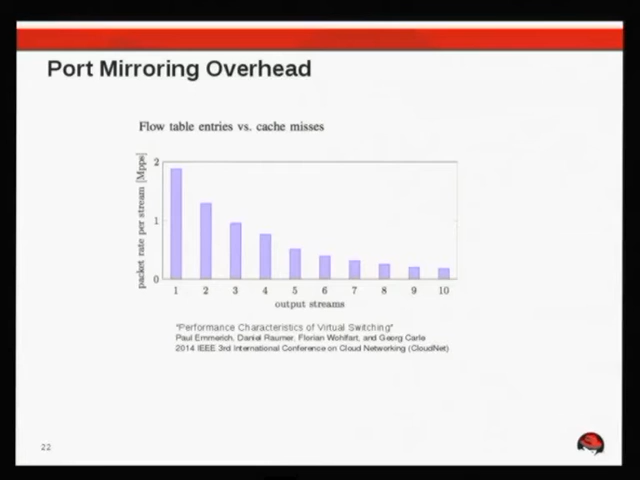 Port Mirroring Overhead
Flow table entries vs. cache misses
packet rate per stream [Mpps]
2
1
0
1 2 3 4 5 6 7 8 9 10
output streams
"Performance Characteristics of Virtual Switching"
Paul Emmerich, Daniel Raumer, Florian Wohlfart, and Georg Carle
2014 IEEE 3rd International Conference on Cloud Networking (CloudNet)
22